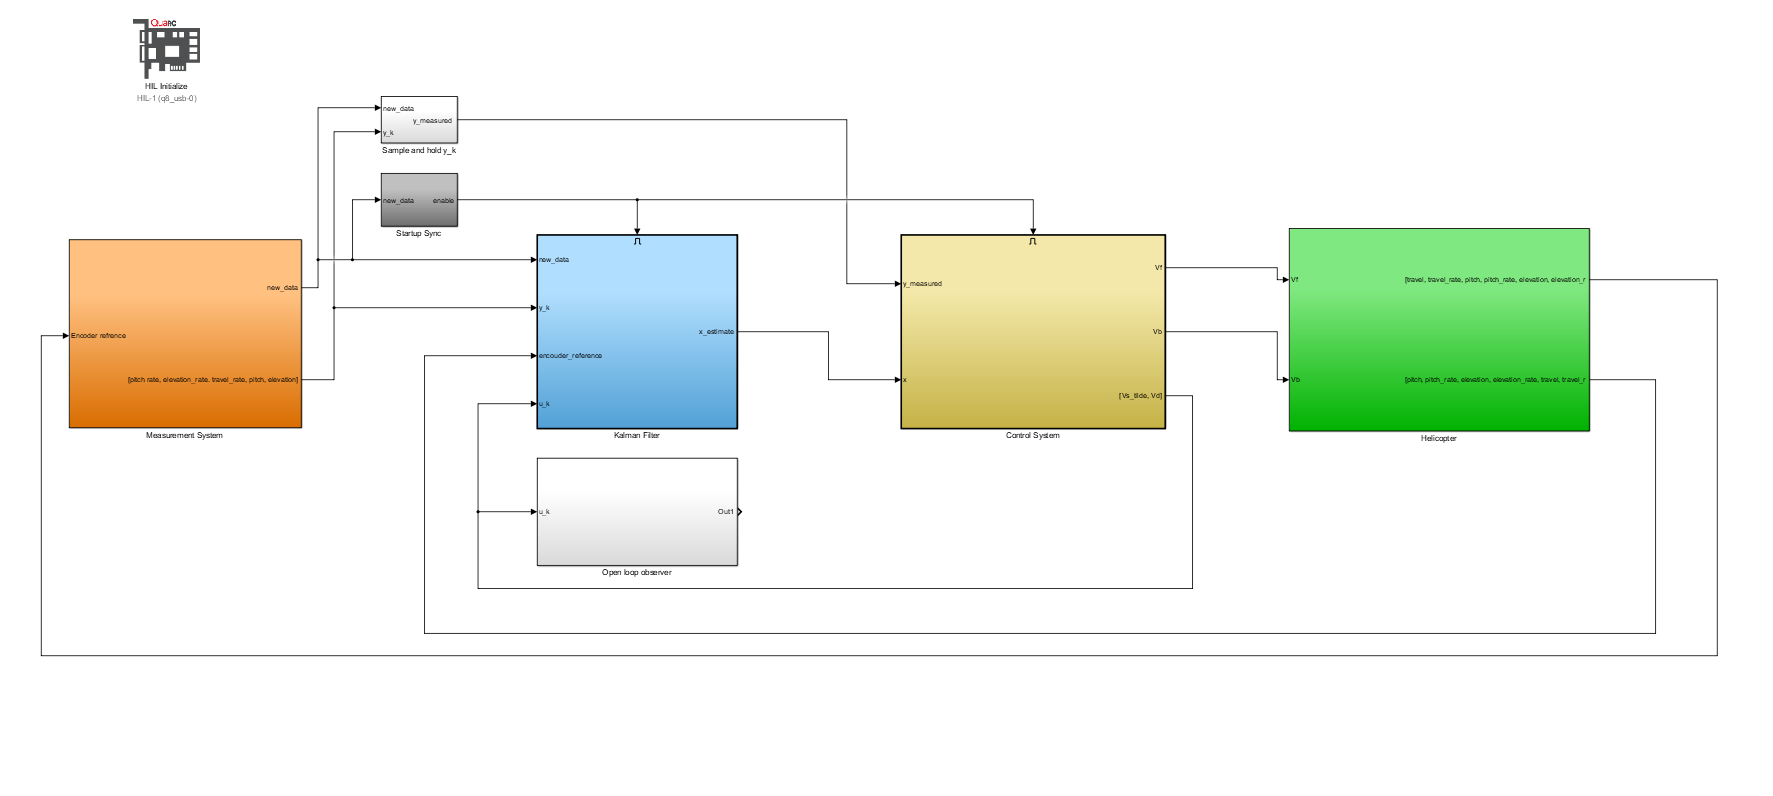 QUARC
HIL Initialize
HIL-1 (q8_usb-0)
new_data
y_measured
y_k
Sample and hold y_k
new_data
enable
Startup Sync
new_data
Encoder refrence
[pitch rate, elevation_rate, travel_rate, pitch, elevation]
Measurement System
new_data
y_k
x_estimate
encouder_reference
u_k
Kalman Filter
u_k
Out1
Open loop observer
Vf
y_measured
Vb
x
[Vs_tilde, Vd]
Control System
Vf
[travel, travel_rate, pitch, pitch_rate, elevation, elevation_r
Vb
[pitch, pitch_rate, elevation, elevation_rate, travel, travel_r
Helicopter